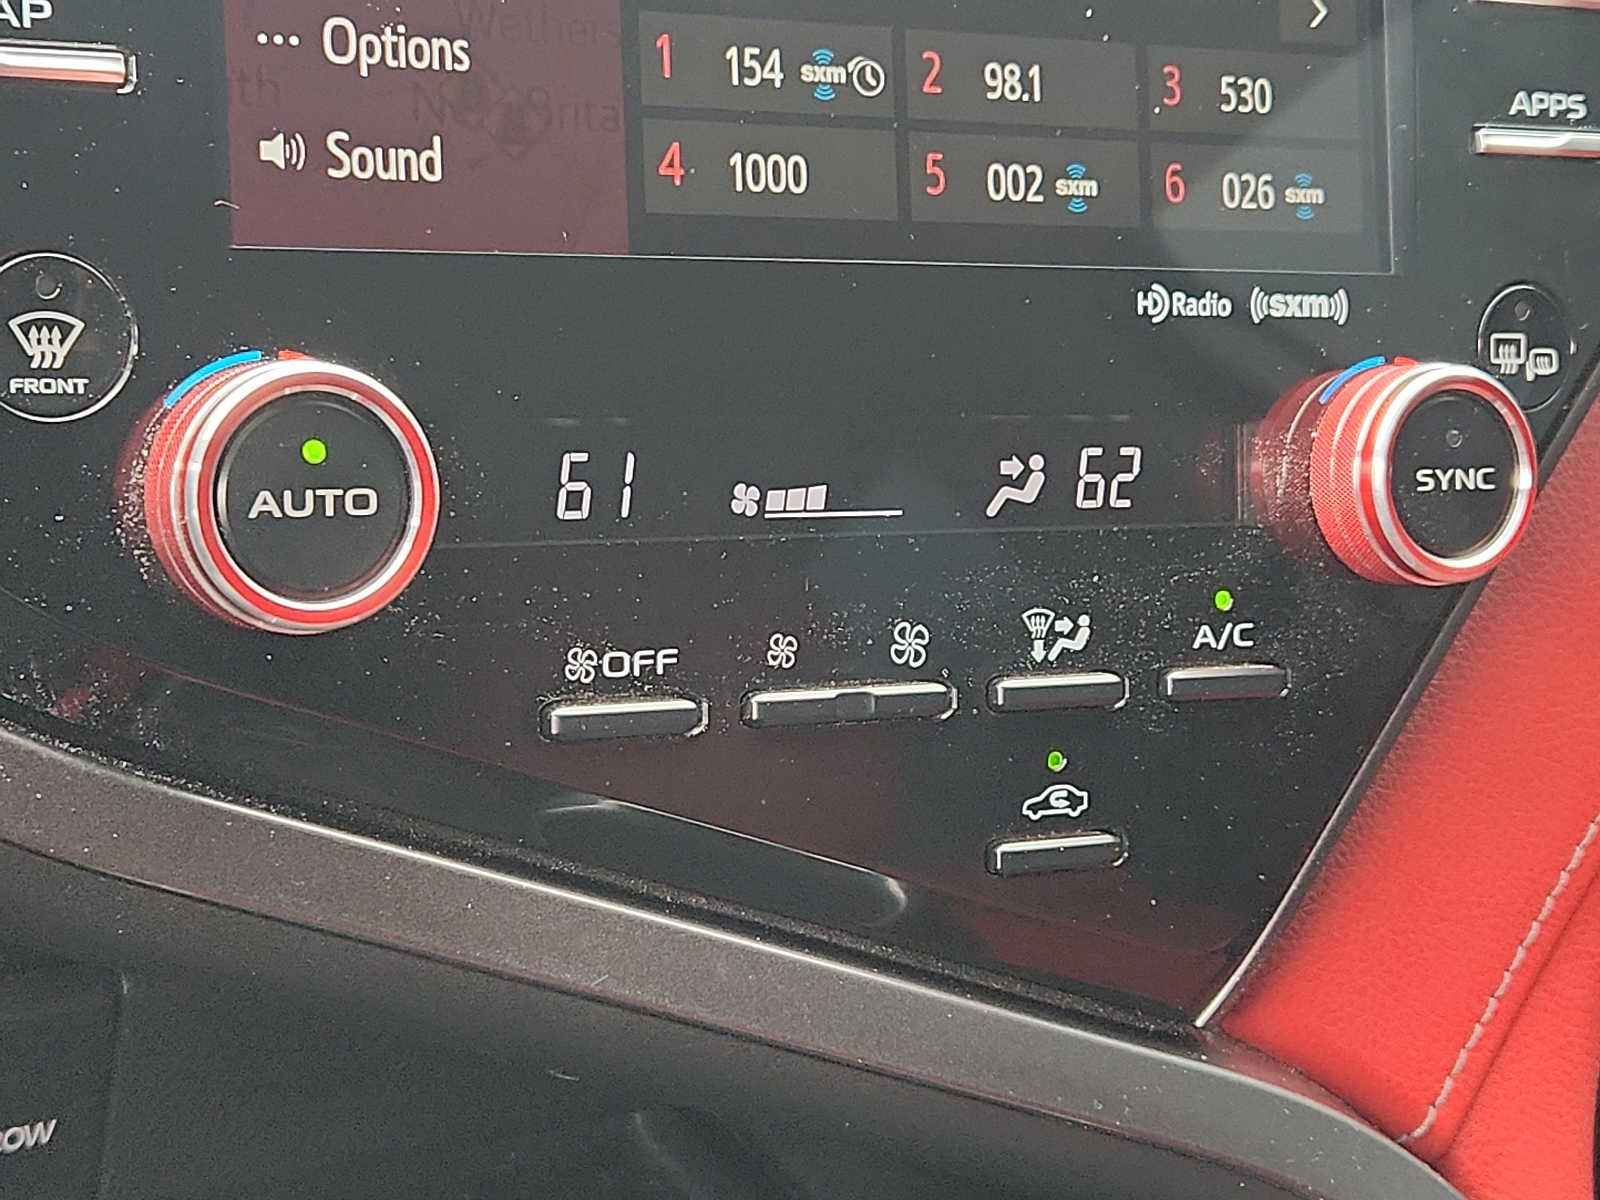 AP
Options
Sound
1 154 sxm
2 98.1
3 530
4 1000
5 002 sxm
6 026 sxm
APPS
HD Radio ((sxm))
FRONT
AUTO
61
62
SYNC
OFF
A/C
OW